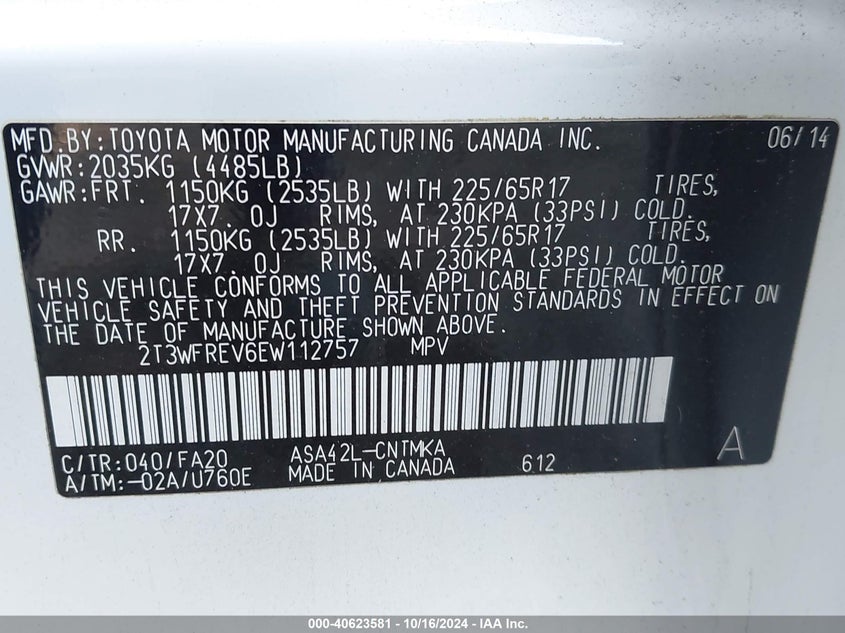 MFD.BY:TOYOTA MOTOR MANUFACTURING CANADA INC. 06/14
GVWR:2035KG (4485LB)
GAWR:FRT. 1150KG (2535LB) WITH 225/65R17 TIRES,
17X7.0J RIMS, AT 230KPA (33PSI) COLD.
RR. 1150KG (2535LB) WITH 225/65R17 TIRES,
17X7.0J RIMS, AT 230KPA (33PSI) COLD.
THIS VEHICLE CONFORMS TO ALL APPLICABLE FEDERAL MOTOR
VEHICLE SAFETY AND THEFT PREVENTION STANDARDS IN EFFECT ON
THE DATE OF MANUFACTURE SHOWN ABOVE.
2T3WFREV6EW112757 MPV
C/TR:040/FA20 ASA42L-CNTMKA
A/TM:-02A/U760E MADE IN CANADA 612 A
000-40623581 - 10/16/2024 - IAA Inc.